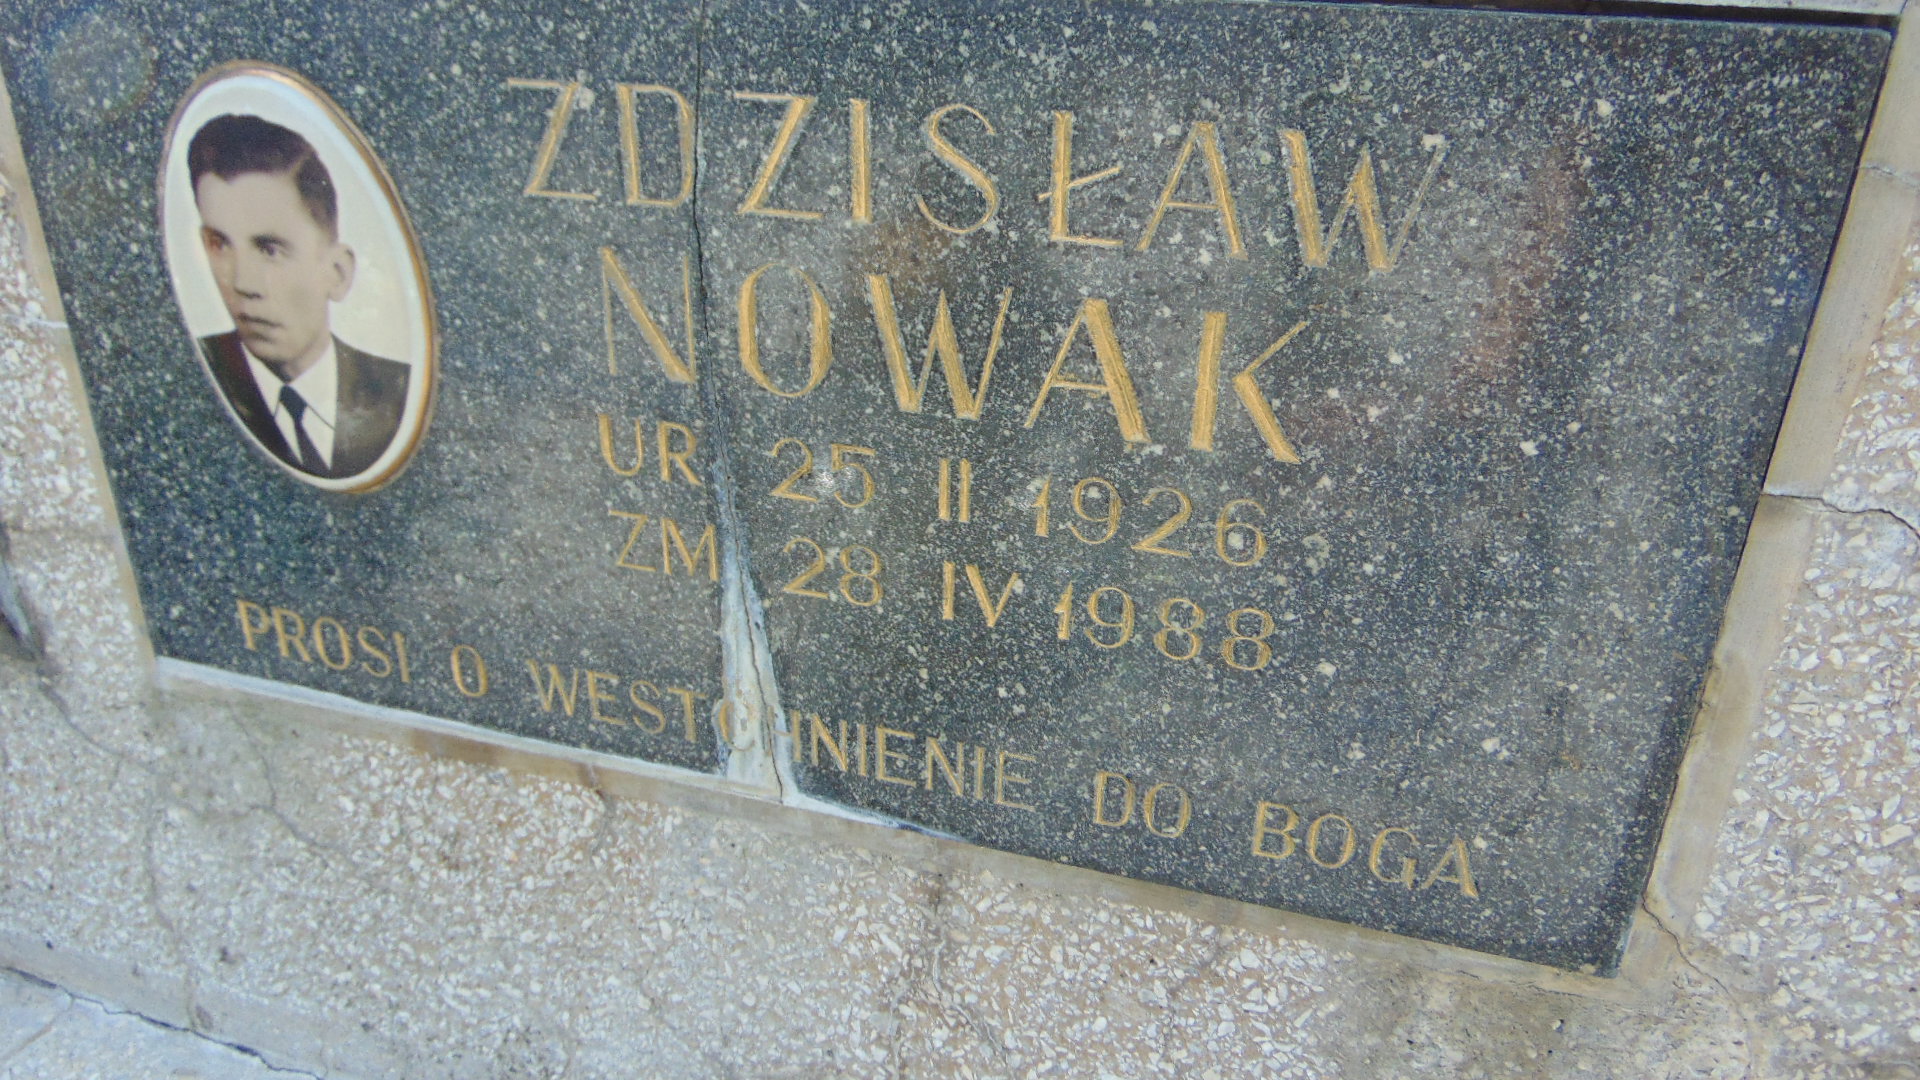 ZDZISŁAW
NOWAK
UR 25 II 1926
ZM 28 IV 1988
PROSI O WESTCHNIENIE DO BOGA